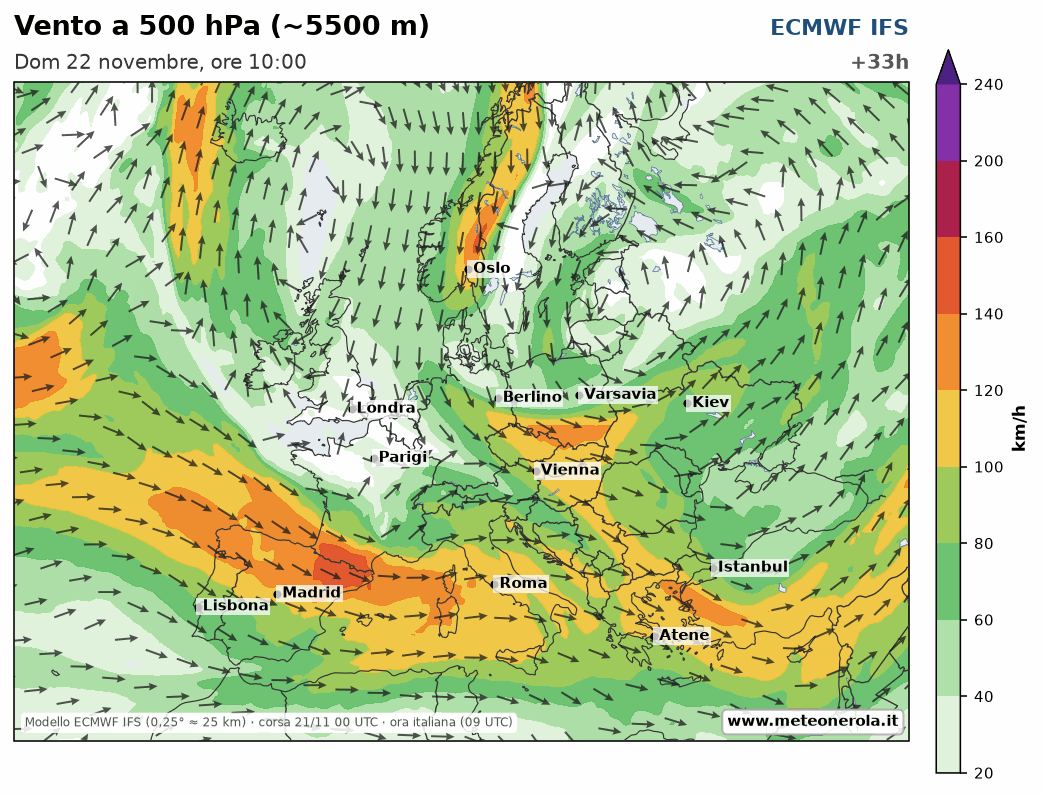 Vento a 500 hPa (~5500 m)
ECMWF IFS
Dom 22 novembre, ore 10:00
+33h
240
200
160
140
120
100
80
60
40
20
km/h
Oslo
Berlino
Varsavia
Kiev
Londra
Parigi
Vienna
Istanbul
Roma
Madrid
Lisbona
Atene
Modello ECMWF IFS (0,25° ≈ 25 km) · corsa 21/11 00 UTC · ora italiana (09 UTC)
www.meteonerola.it